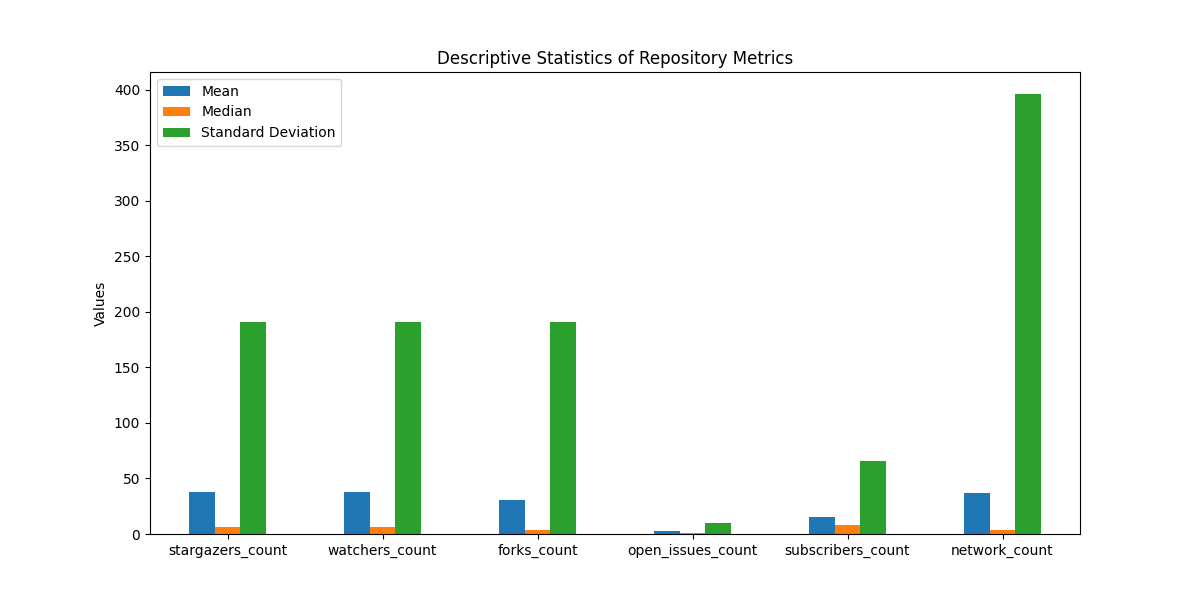 Descriptive Statistics of Repository Metrics
Mean
Median
Standard Deviation
Values
400
350
300
250
200
150
100
50
0
stargazers_count
watchers_count
forks_count
open_issues_count
subscribers_count
network_count